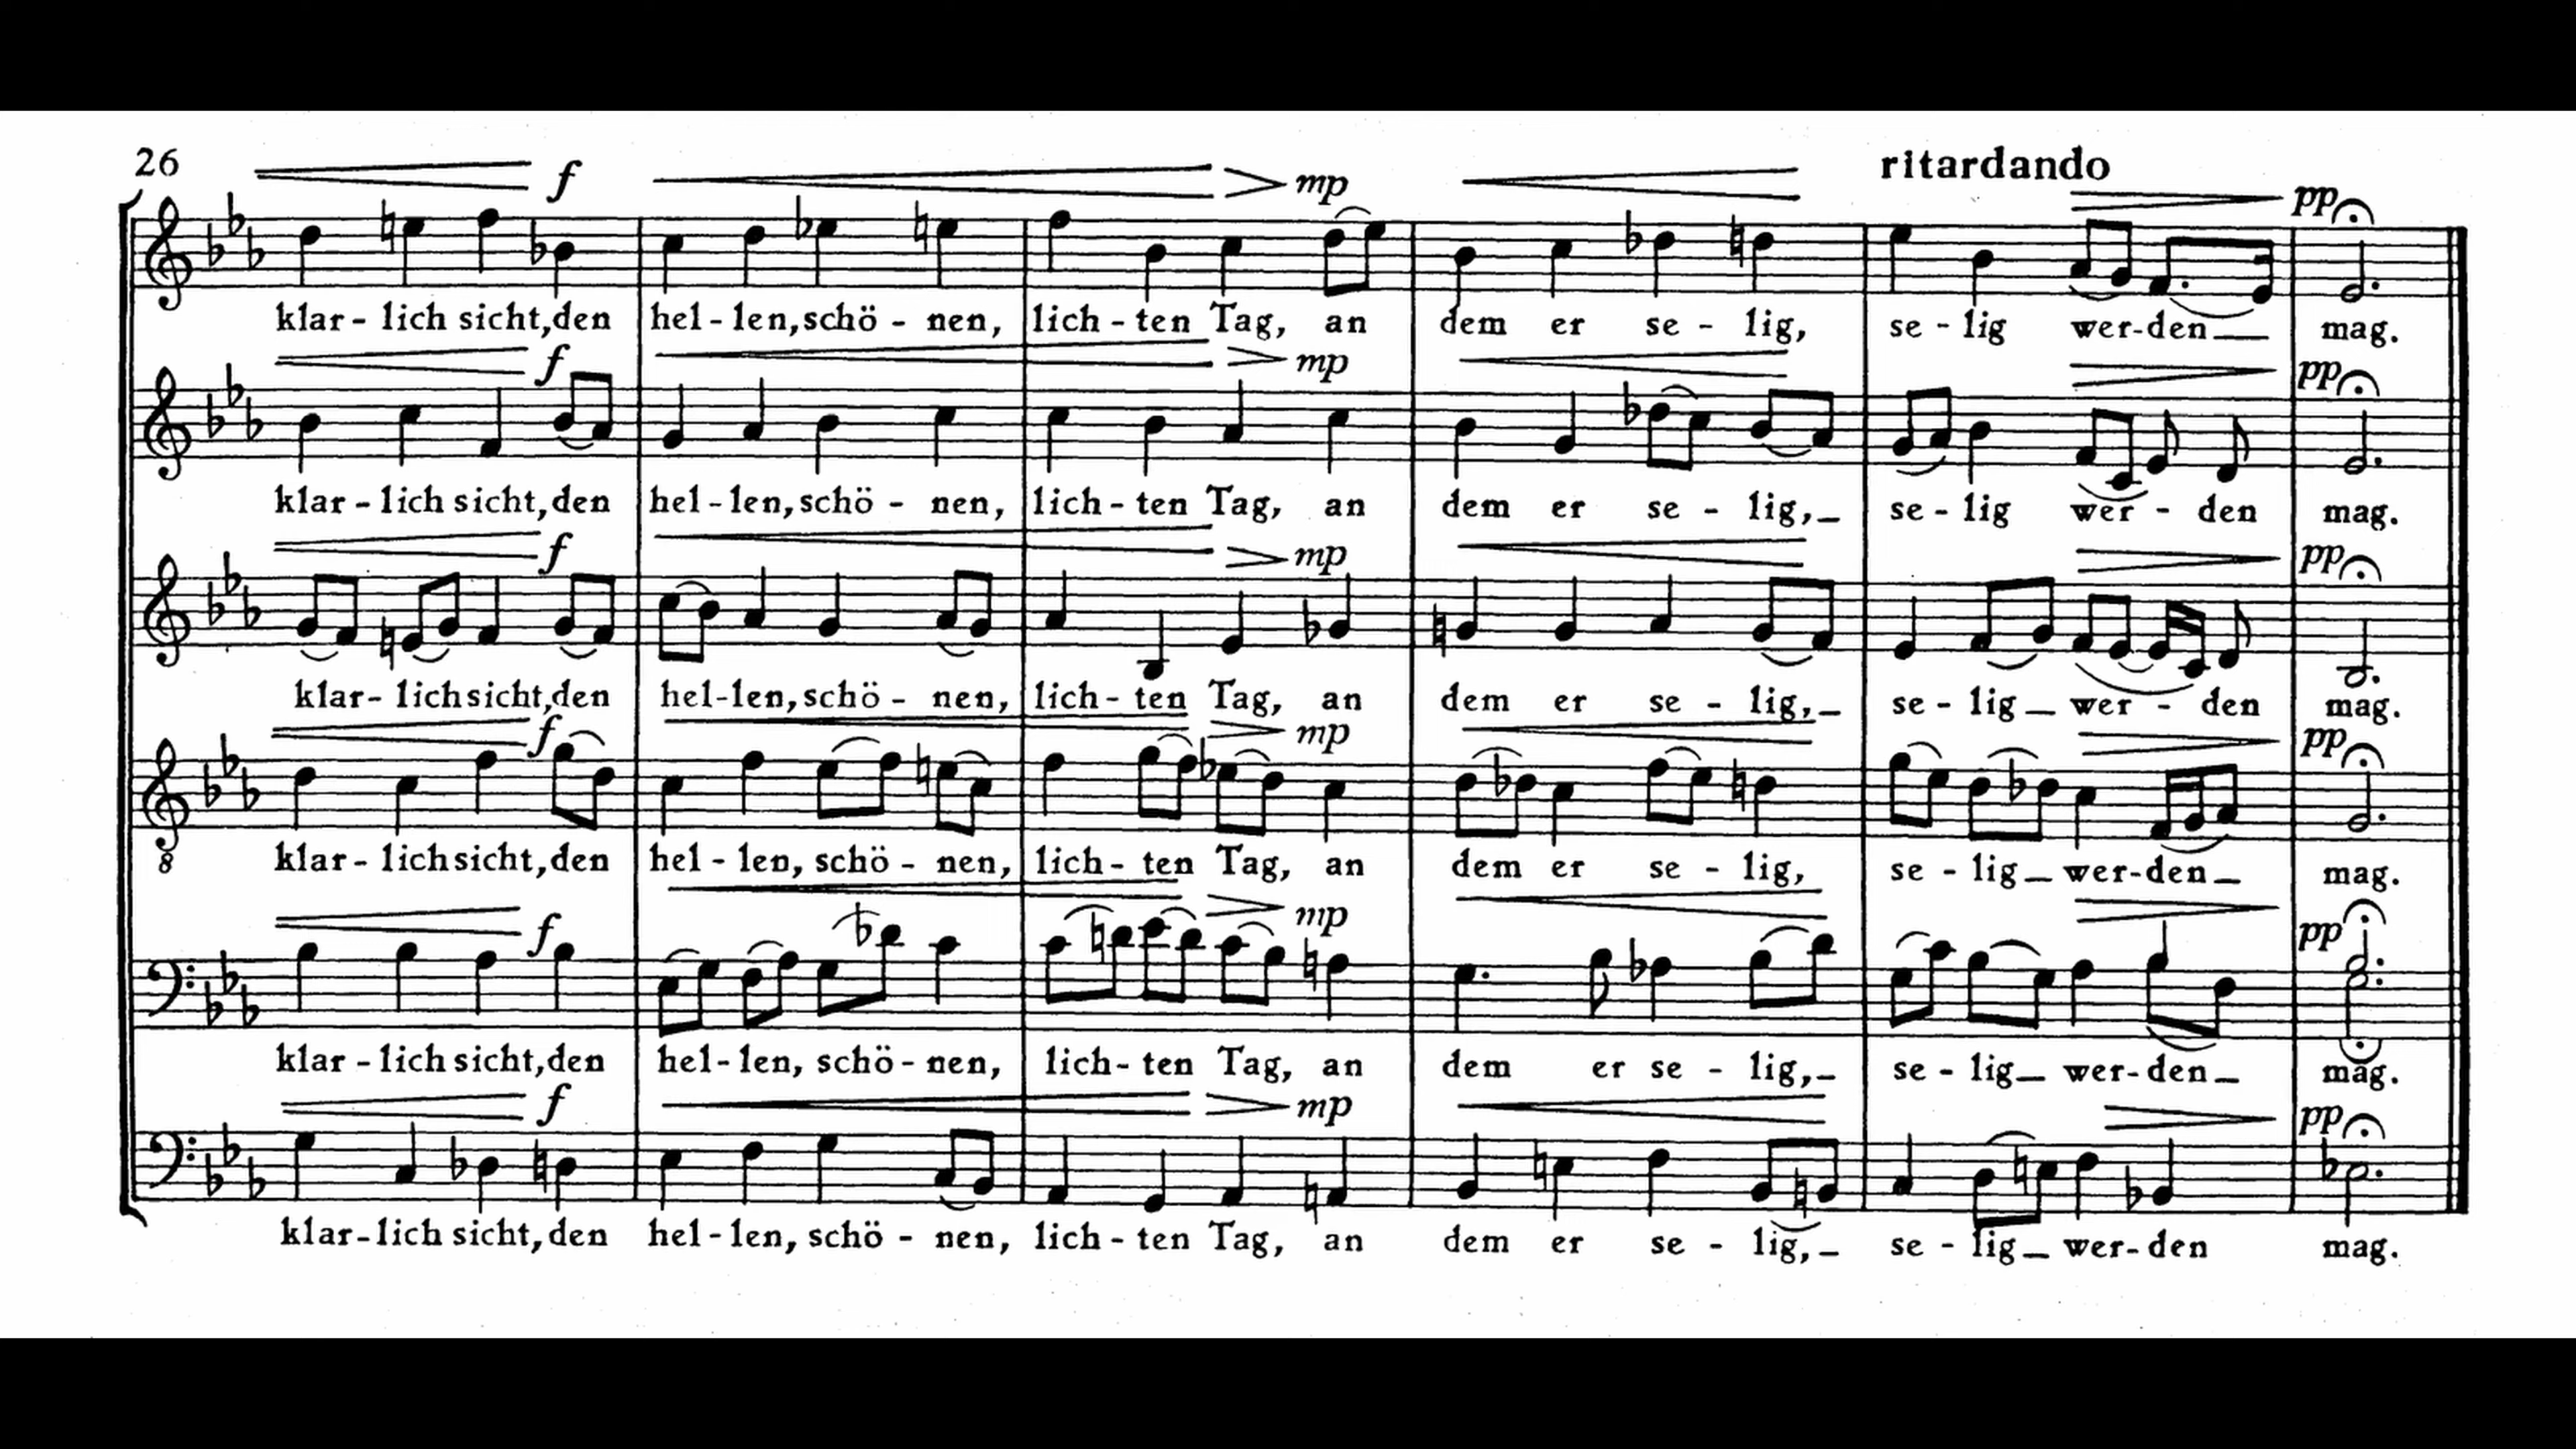 26
ritardando
f mp pp
klar - lich sicht, den hel - len, schö - nen, lich - ten Tag, an dem er se - lig, se - lig wer - den mag.
f mp pp
klar - lich sicht, den hel - len, schö - nen, lich - ten Tag, an dem er se - lig, se - lig wer - den mag.
f mp pp
klar - lich sicht, den hel - len, schö - nen, lich - ten Tag, an dem er se - lig, se - lig wer - den mag.
f mp pp
8
klar - lich sicht, den hel - len, schö - nen, lich - ten Tag, an dem er se - lig, se - lig wer - den mag.
f mp pp
klar - lich sicht, den hel - len, schö - nen, lich - ten Tag, an dem er se - lig, se - lig wer - den mag.
f mp pp
klar - lich sicht, den hel - len, schö - nen, lich - ten Tag, an dem er se - lig, se - lig wer - den mag.